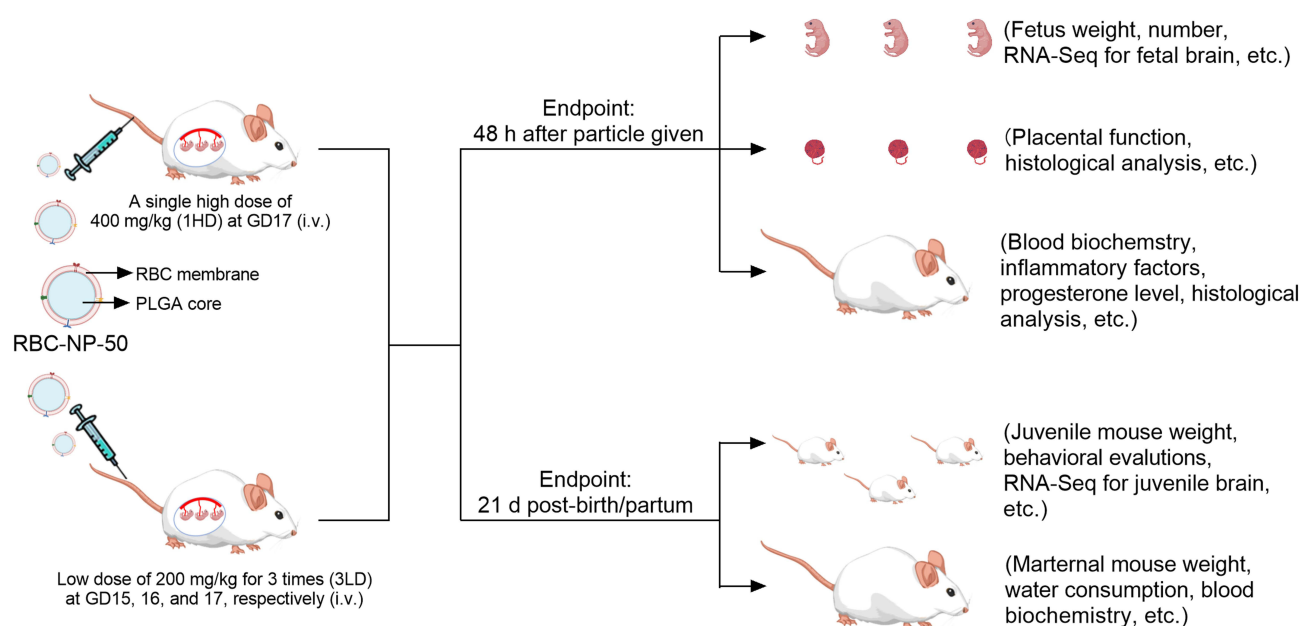 A single high dose of
400 mg/kg (1HD) at GD17 (i.v.)
RBC membrane
PLGA core
RBC-NP-50
Low dose of 200 mg/kg for 3 times (3LD)
at GD15, 16, and 17, respectively (i.v.)
Endpoint:
48 h after particle given
(Fetus weight, number,
RNA-Seq for fetal brain, etc.)
(Placental function,
histological analysis, etc.)
(Blood biochemstry,
inflammatory factors,
progesterone level, histological
analysis, etc.)
Endpoint:
21 d post-birth/partum
(Juvenile mouse weight,
behavioral evalutions,
RNA-Seq for juvenile brain,
etc.)
(Marternal mouse weight,
water consumption, blood
biochemistry, etc.)